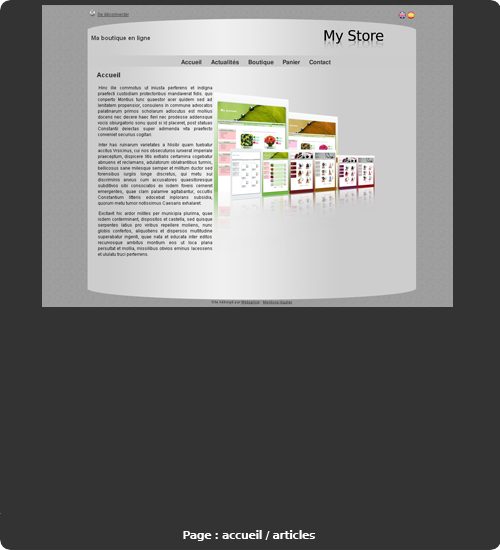 Se déconnecter
Ma boutique en ligne
My Store
Accueil Actualités Boutique Panier Contact
Accueil
Hinc ille commotus ut iniusta perferens et indigna
praefecti custodiam protectoribus mandaverat fidis. quo
conperto Montius tunc quaestor acer quidem sed ad
lenitatem propensior, consulens in commune advocatos
palatinarum primos scholarum adlocutus est mollius
docens nec decere haec fieri nec prodesse addensque
vocis obiurgatorio sonu quod si id placeret, post statuas
Constantii deiectas super adimenda vita praefecto
conveniet securius cogitari.
Inter has ruinarum varietates a Nisibi quam tuebatur
accitus Vrsicinus, cui nos obsecuturos iunxerat imperiale
praeceptum, dispicere litis exitialis certamina cogebatur
abnuens et reclamans, adulatorum oblatrantibus turmis,
bellicosus sane milesque semper et militum ductor sed
forensibus iurgiis longe discretus, qui metu sui
discriminis anxius cum accusatores quaesitoresque
subditivos sibi consociatos ex isdem foveis cerneret
emergentes, quae clam palamve agitabantur, occultis
Constantium litteris edocebat inplorans subsidia,
quorum metu tumor notissimus Caesaris exhalaret.
Excitavit hic ardor milites per municipia plurima, quae
isdem conterminant, dispositos et castella, sed quisque
serpentes latius pro viribus repellere moliens, nunc
globis confertos, aliquotiens et dispersos multitudine
superabatur ingenti, quae nata et educata inter editos
recurvosque ambitus montium eos ut loca plana
persultat et mollia, missilibus obvios eminus lacessens
et ululatu truci perterrens.
Page : accueil / articles